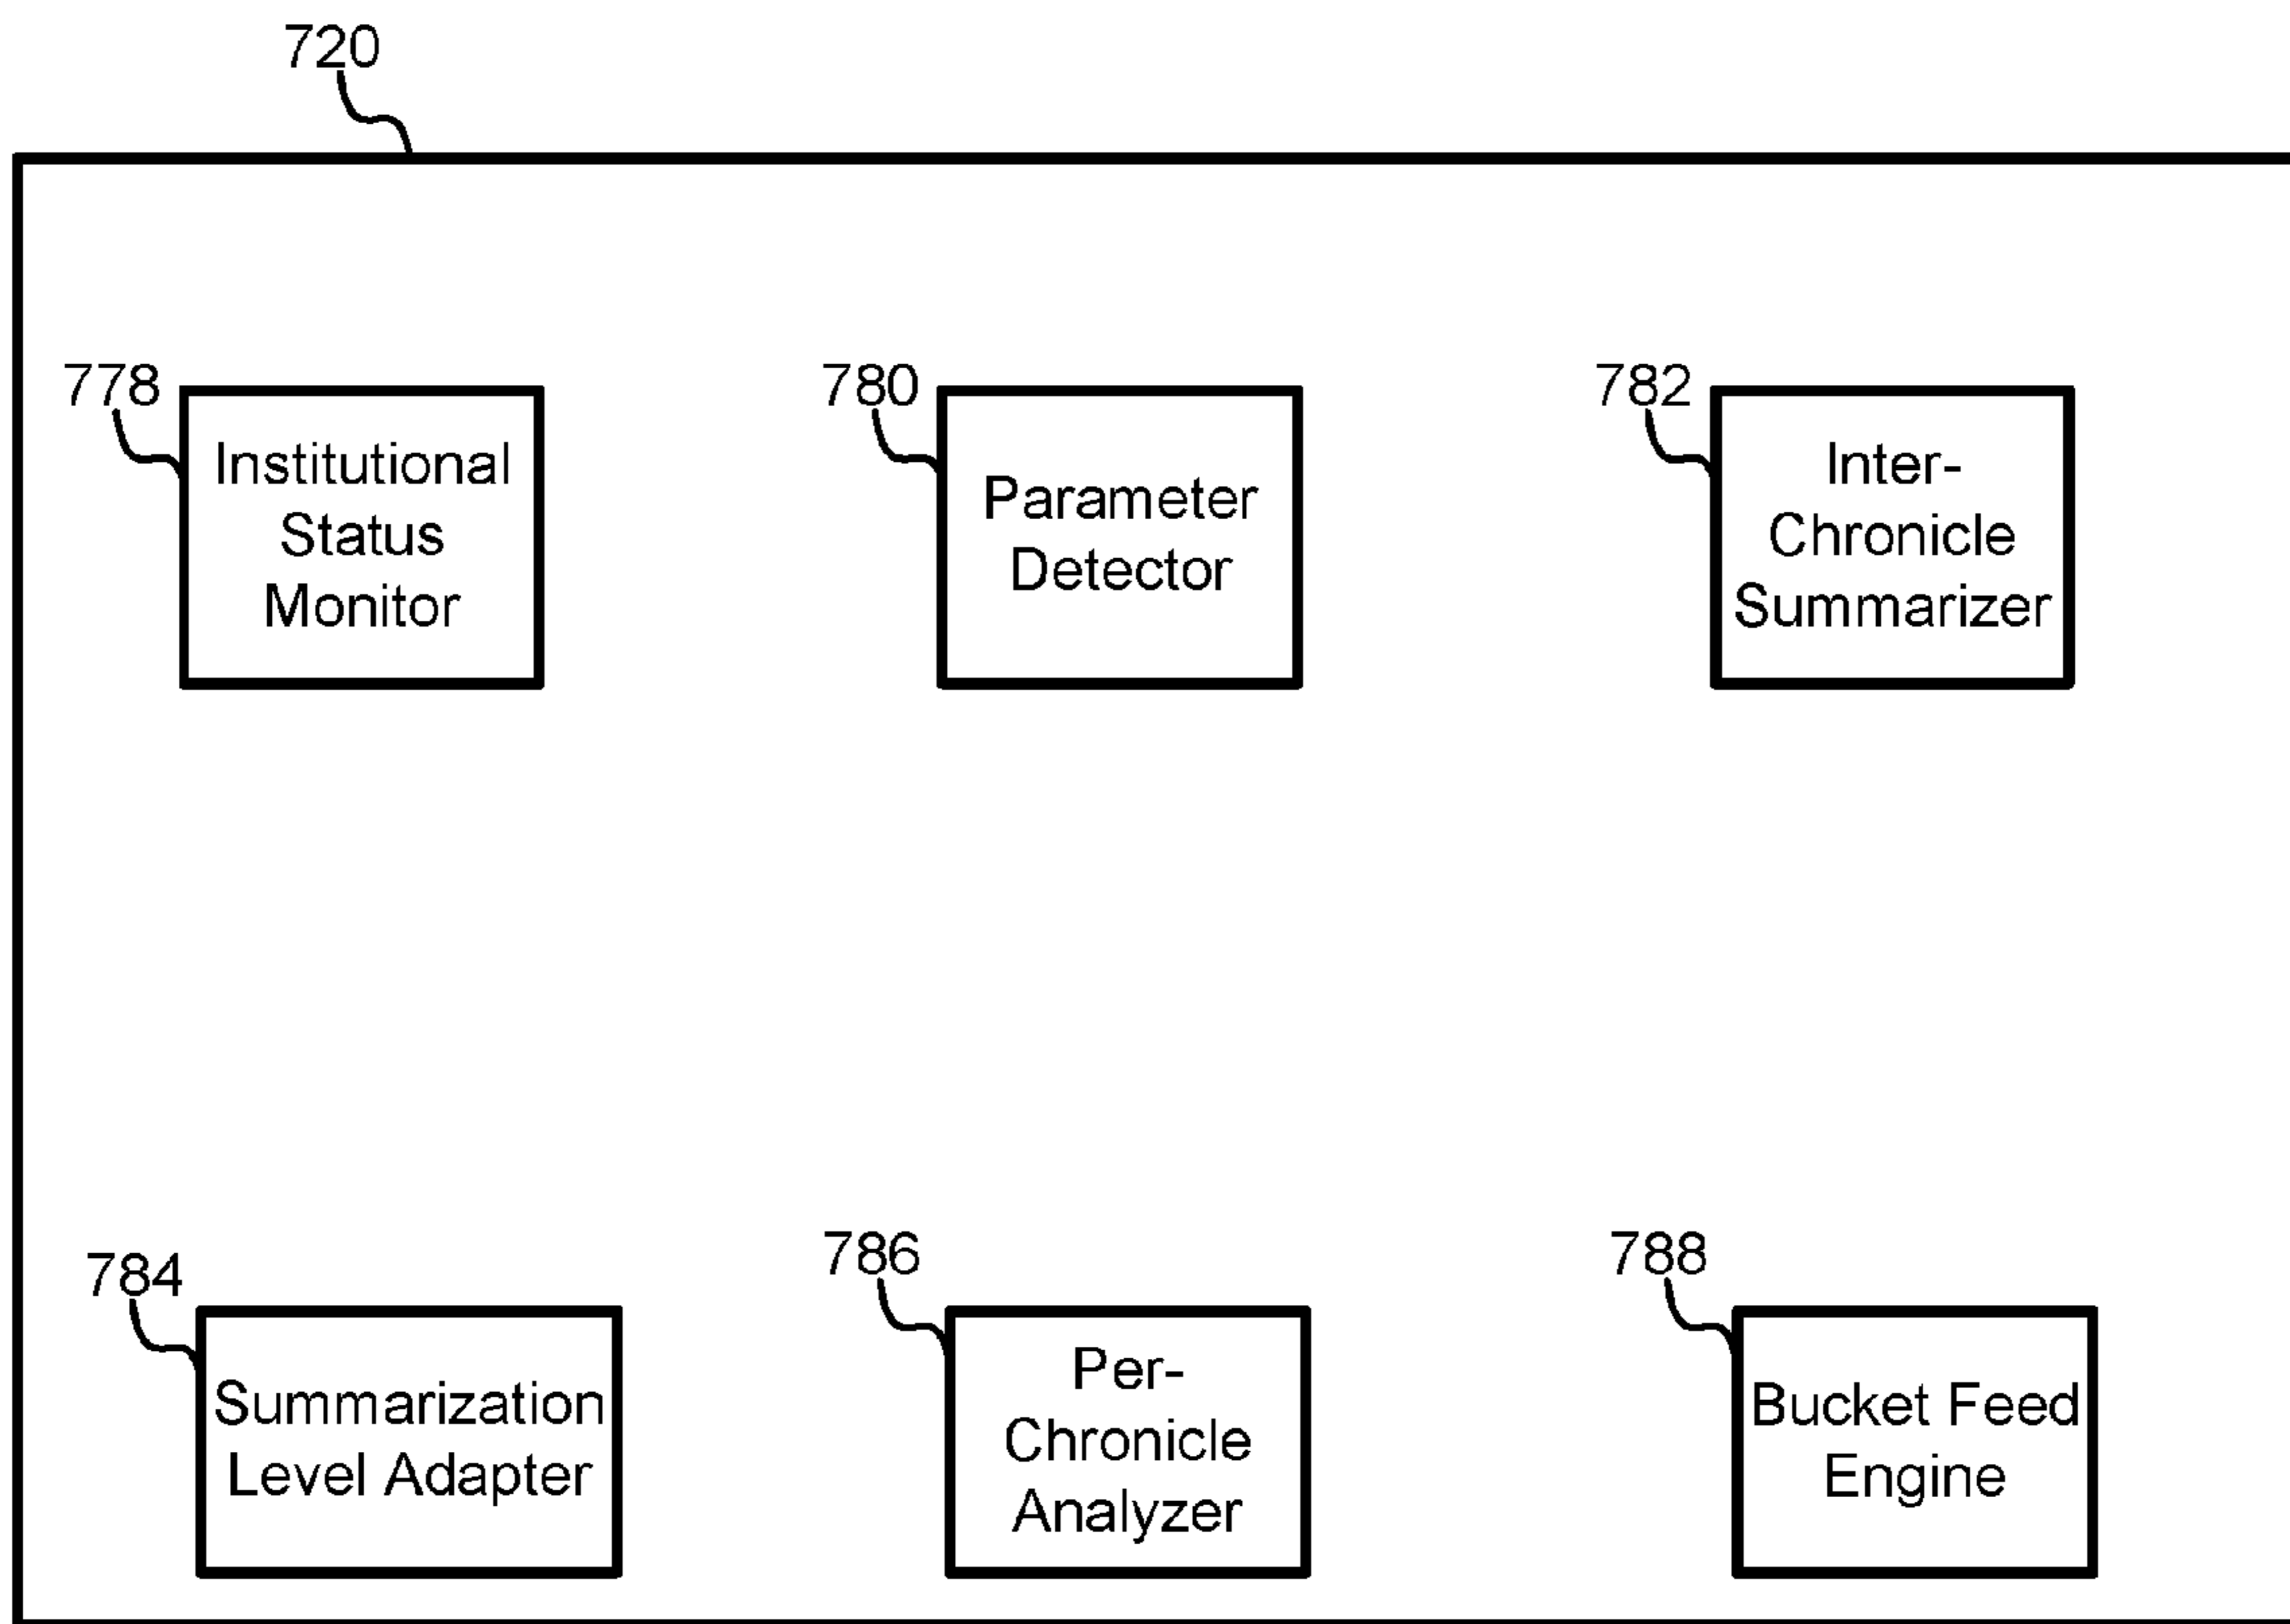 720
778
Institutional
Status
Monitor
780
Parameter
Detector
782
Inter-
Chronicle
Summarizer
784
Summarization
Level Adapter
786
Per-
Chronicle
Analyzer
788
Bucket Feed
Engine